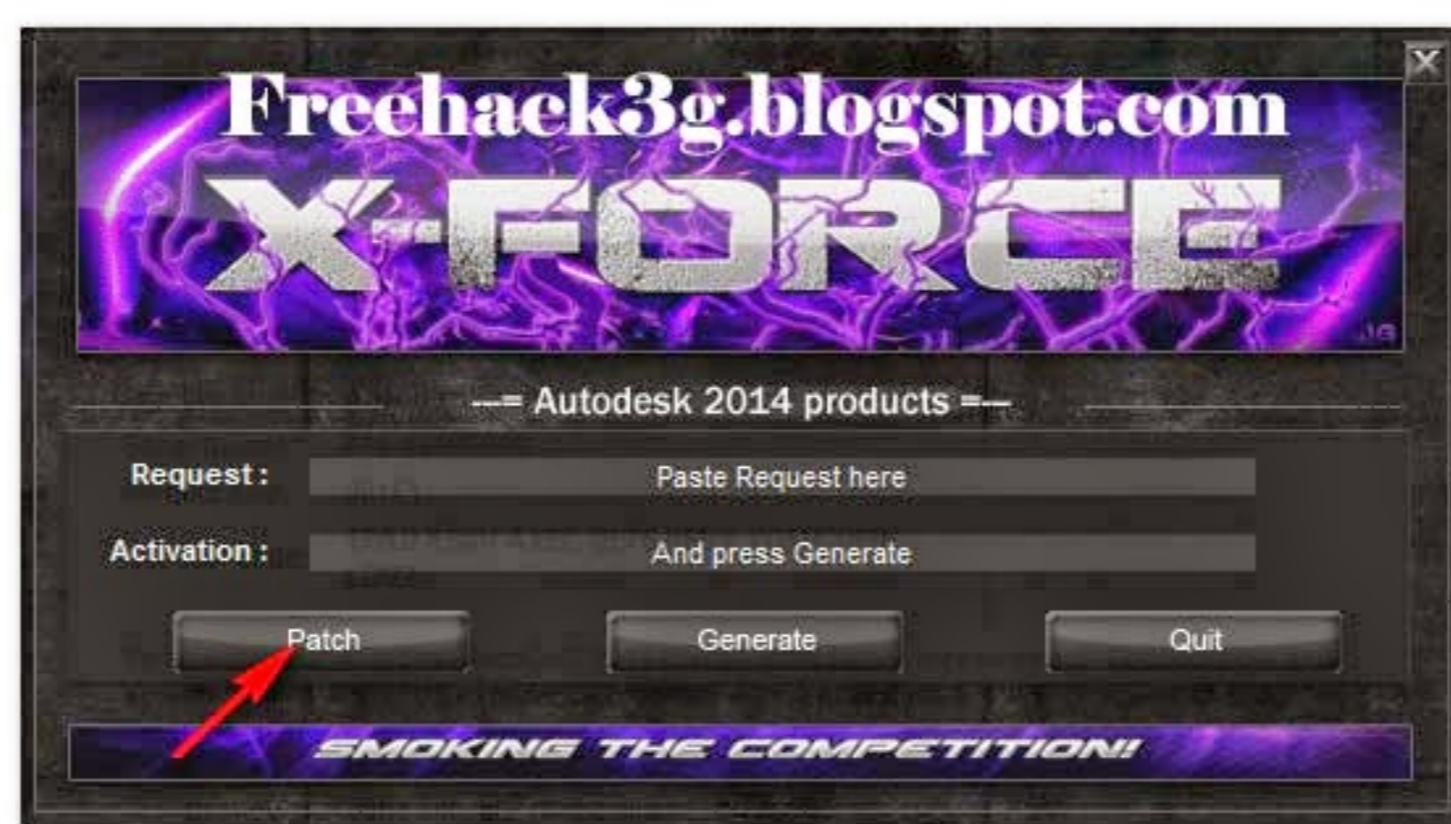 Freehack3g.blogspot.com
X-FORCE
JG
---= Autodesk 2014 products =---
Request :
Paste Request here
Activation :
And press Generate
Patch
Generate
Quit
SMOKING THE COMPETITION!